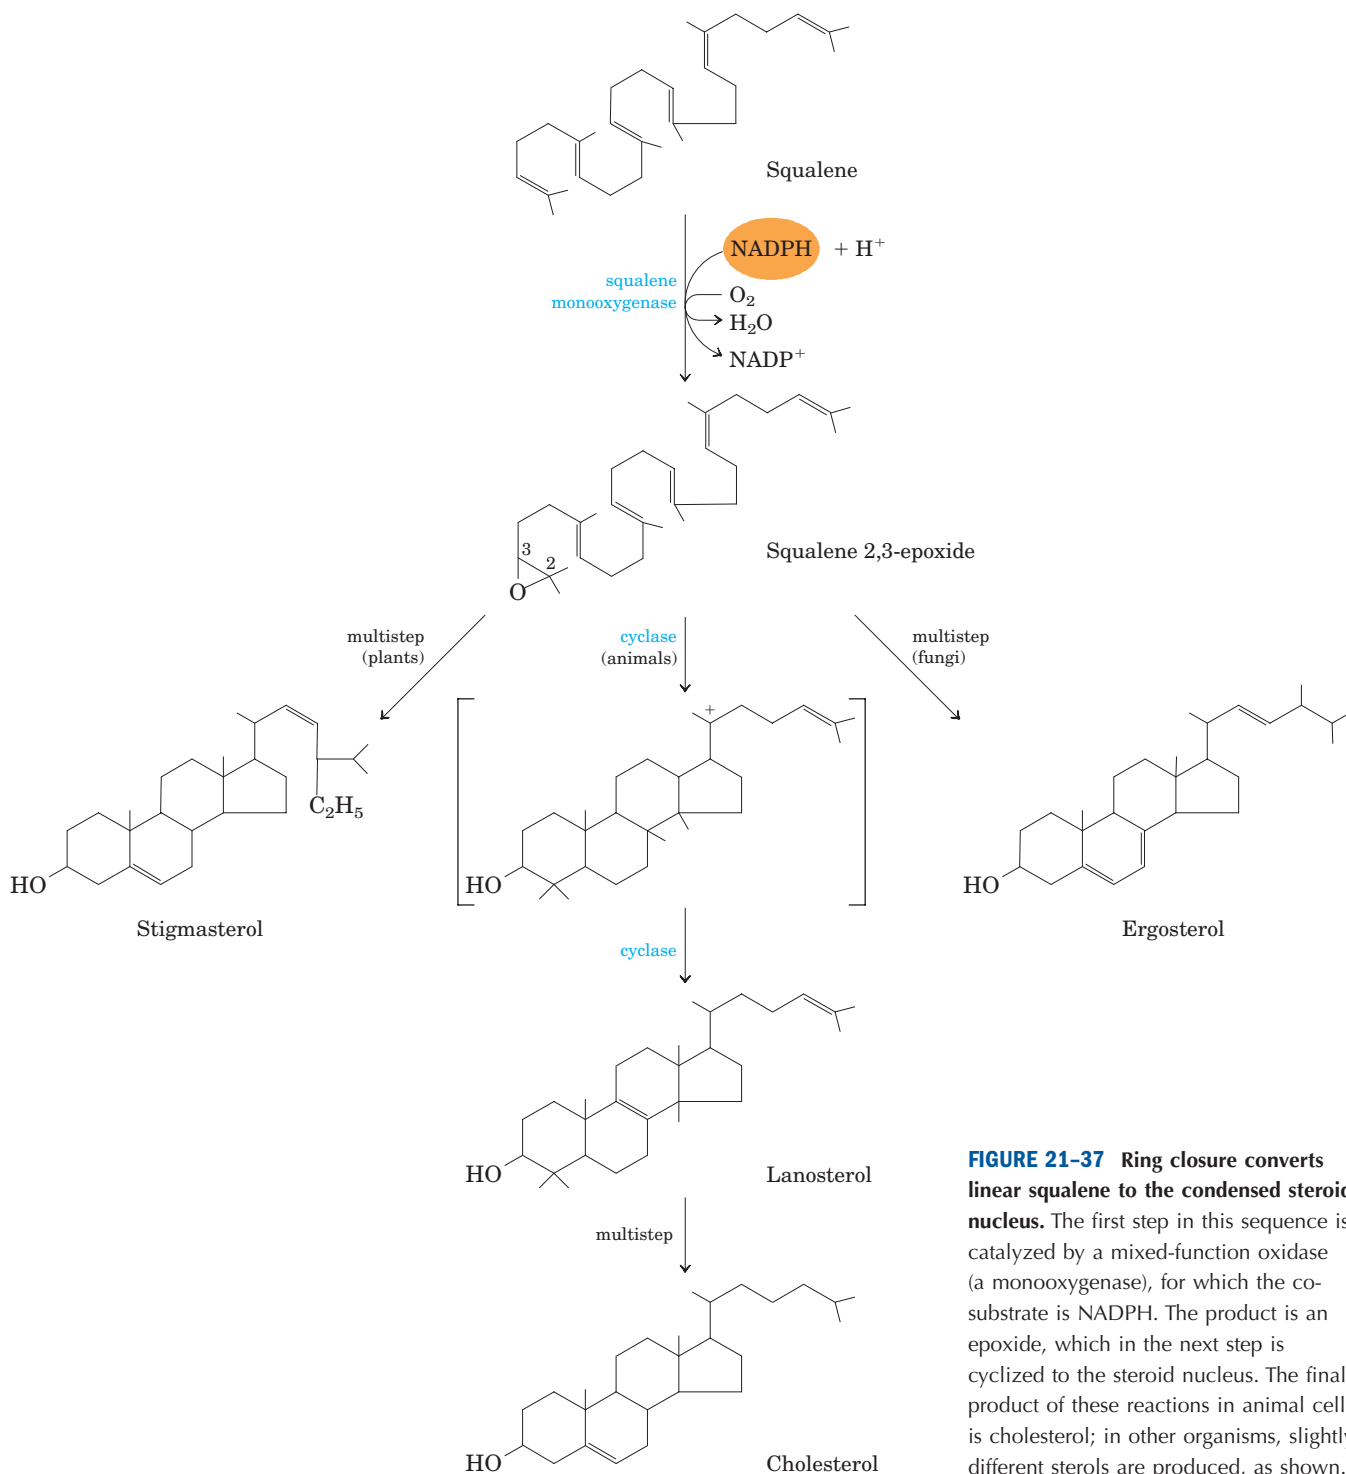 Squalene
NADPH + H+
squalene
monooxygenase
O2
H2O
NADP+
3
2
O
Squalene 2,3-epoxide
multistep
(plants)
cyclase
(animals)
multistep
(fungi)
+
C2H5
HO
HO
HO
Stigmasterol
Ergosterol
cyclase
HO
Lanosterol
multistep
HO
Cholesterol
FIGURE 21–37 Ring closure converts
linear squalene to the condensed steroid
nucleus. The first step in this sequence is
catalyzed by a mixed-function oxidase
(a monooxygenase), for which the co-
substrate is NADPH. The product is an
epoxide, which in the next step is
cyclized to the steroid nucleus. The final
product of these reactions in animal cell
is cholesterol; in other organisms, slightly
different sterols are produced, as shown.